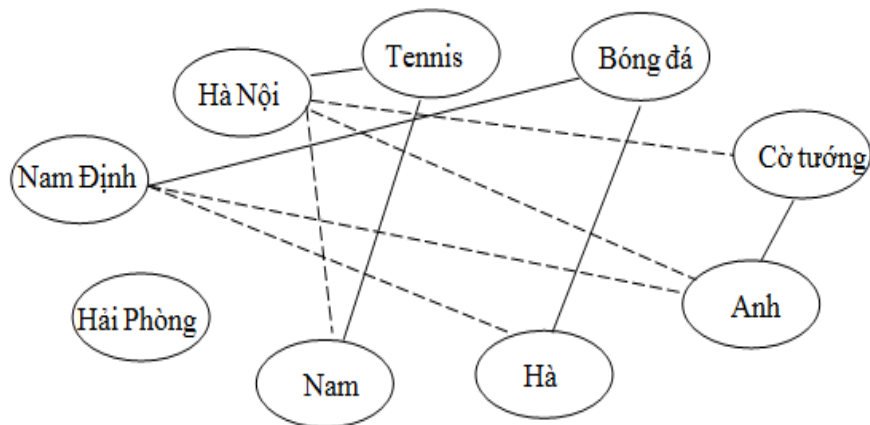 Tennis
Bóng đá
Hà Nội
Cờ tướng
Nam Định
Hải Phòng
Anh
Hà
Nam